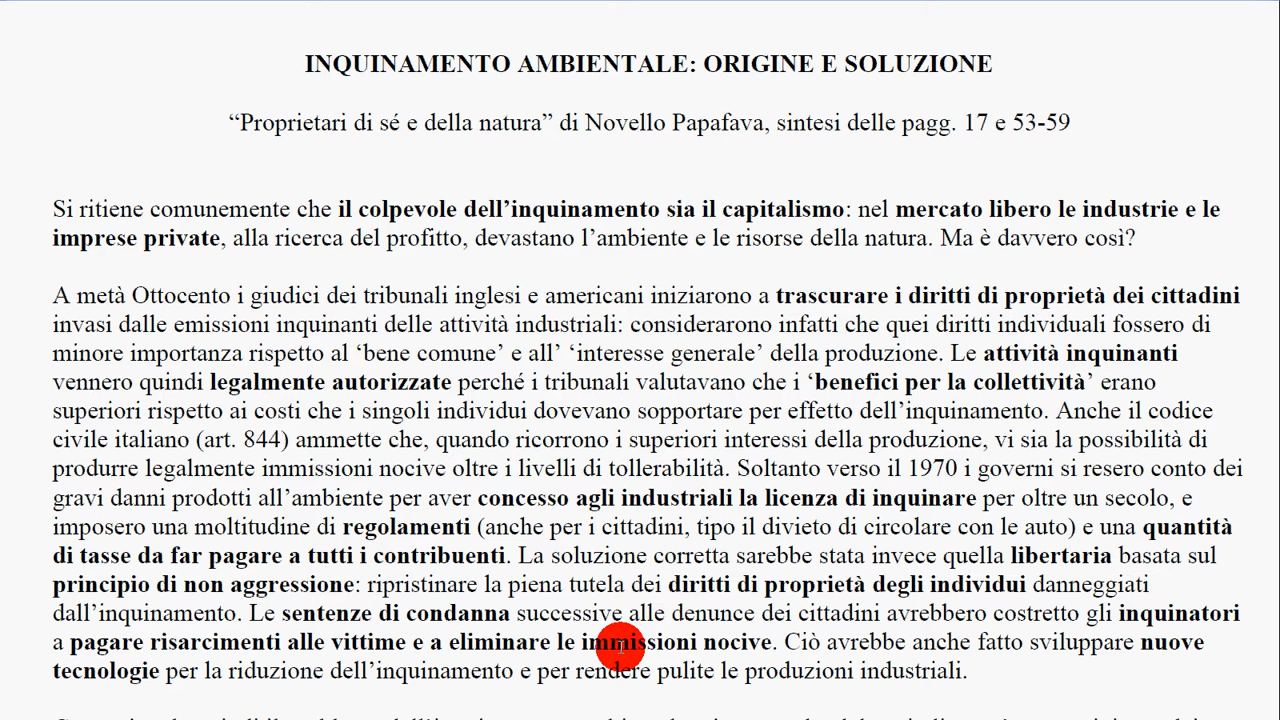 INQUINAMENTO AMBIENTALE: ORIGINE E SOLUZIONE
“Proprietari di sé e della natura” di Novello Papafava, sintesi delle pagg. 17 e 53-59
Si ritiene comunemente che il colpevole dell’inquinamento sia il capitalismo: nel mercato libero le industrie e le
imprese private, alla ricerca del profitto, devastano l’ambiente e le risorse della natura. Ma è davvero così?
A metà Ottocento i giudici dei tribunali inglesi e americani iniziarono a trascurare i diritti di proprietà dei cittadini
invasi dalle emissioni inquinanti delle attività industriali: considerarono infatti che quei diritti individuali fossero di
minore importanza rispetto al ‘bene comune’ e all’ ‘interesse generale’ della produzione. Le attività inquinanti
vennero quindi legalmente autorizzate perché i tribunali valutavano che i ‘benefici per la collettività’ erano
superiori rispetto ai costi che i singoli individui dovevano sopportare per effetto dell’inquinamento. Anche il codice
civile italiano (art. 844) ammette che, quando ricorrono i superiori interessi della produzione, vi sia la possibilità di
produrre legalmente immissioni nocive oltre i livelli di tollerabilità. Soltanto verso il 1970 i governi si resero conto dei
gravi danni prodotti all’ambiente per aver concesso agli industriali la licenza di inquinare per oltre un secolo, e
imposero una moltitudine di regolamenti (anche per i cittadini, tipo il divieto di circolare con le auto) e una quantità
di tasse da far pagare a tutti i contribuenti. La soluzione corretta sarebbe stata invece quella libertaria basata sul
principio di non aggressione: ripristinare la piena tutela dei diritti di proprietà degli individui danneggiati
dall’inquinamento. Le sentenze di condanna successive alle denunce dei cittadini avrebbero costretto gli inquinatori
a pagare risarcimenti alle vittime e a eliminare le immissioni nocive. Ciò avrebbe anche fatto sviluppare nuove
tecnologie per la riduzione dell’inquinamento e per rendere pulite le produzioni industriali.